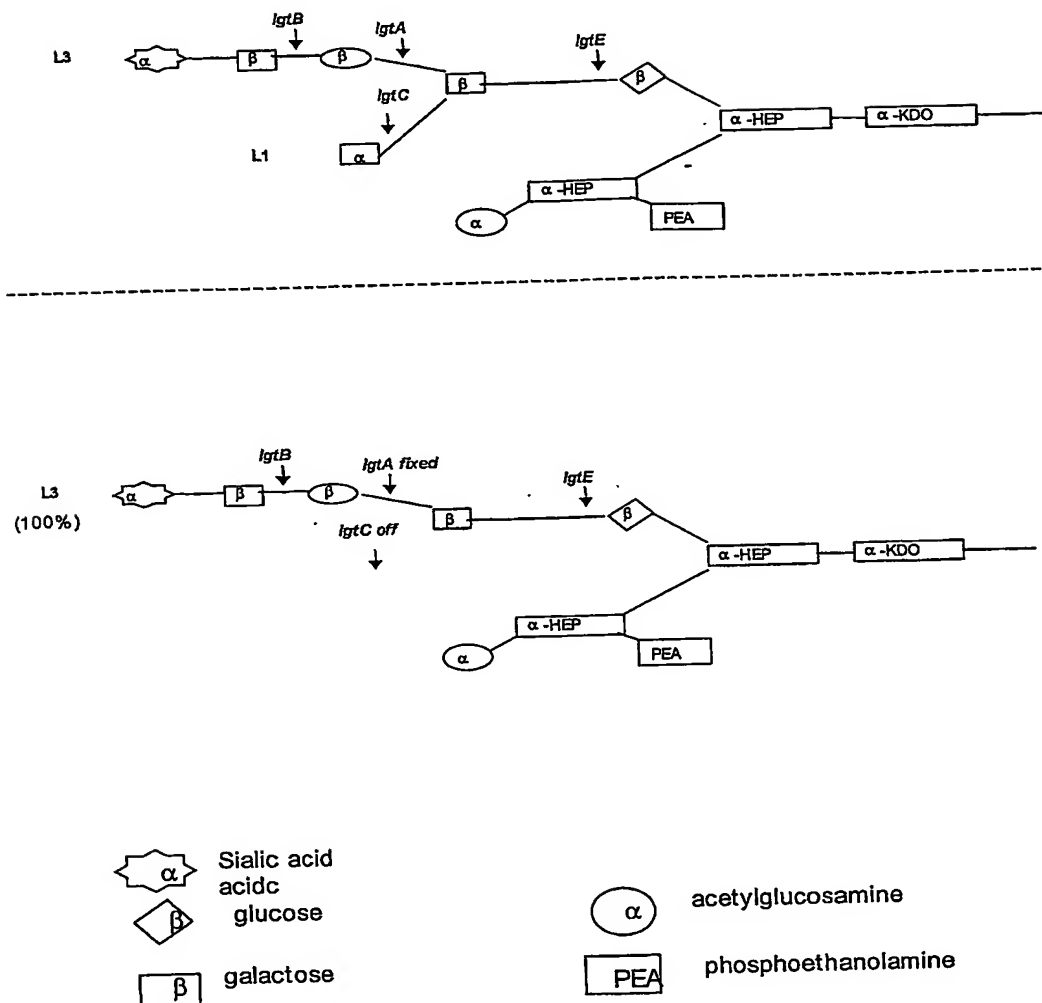 lgtB
lgtA
lgtE
L3
α
β
β
β
β
lgtC
α -HEP
α -KDO
L1
α
α -HEP
α
PEA
lgtB
lgtA fixed
lgtE
L3
(100%)
α
β
β
β
β
lgtC off
α -HEP
α -KDO
α -HEP
α
PEA
α Sialic acid
acidc
β glucose
β galactose
α acetylglucosamine
PEA phosphoethanolamine